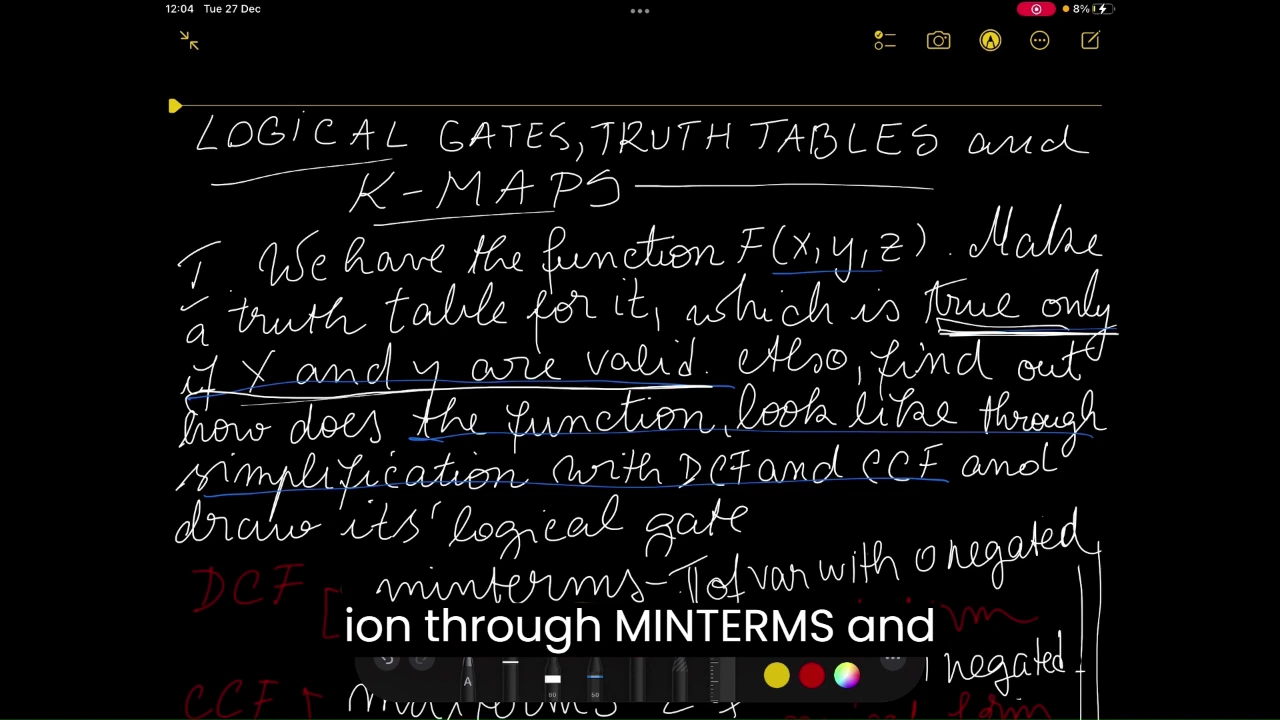 12:04 Tue 27 Dec
8%
LOGICAL GATES, TRUTH TABLES and
K-MAPS
I We have the function F(x,y,z). Make
a truth table for it, which is true only
if x and y are valid. Also, find out
how does the function look like through
simplification with DCF and CCF and
draw its' logical gate
DCF minterms - Π of var with 0 negated
ion through MINTERMS and
negated
A 80 50
CCF